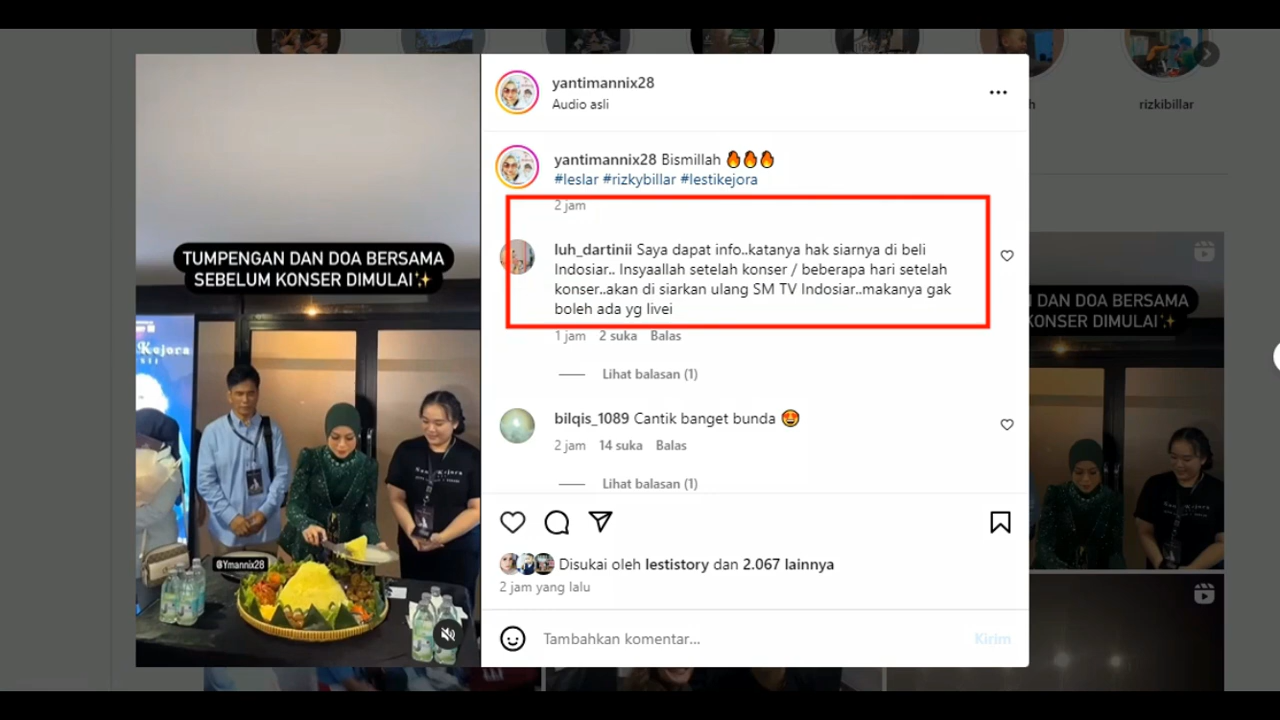 yantimannix28
Audio asli
rizkibillar
yantimannix28 Bismillah 🔥🔥🔥
#leslar #rizkybillar #lestikejora
2 jam
luh_dartinii Saya dapat info..katanya hak siarnya di beli
Indosiar.. Insyaallah setelah konser / beberapa hari setelah
konser..akan di siarkan ulang SM TV Indosiar..makanya gak
boleh ada yg livei
1 jam 2 suka Balas
Lihat balasan (1)
bilqis_1089 Cantik banget bunda 🤩
2 jam 14 suka Balas
Lihat balasan (1)
Disukai oleh lestistory dan 2.067 lainnya
2 jam yang lalu
Tambahkan komentar...
Kirim
TUMPENGAN DAN DOA BERSAMA
SEBELUM KONSER DIMULAI✨
Kejora
@Ymannix28
DAN DOA BERSAMA
KONSER DIMULAI✨